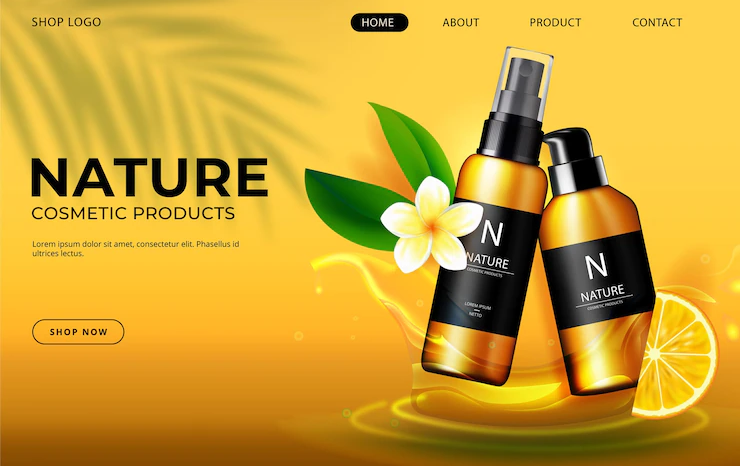 SHOP LOGO
HOME
ABOUT
PRODUCT
CONTACT
NATURE
COSMETIC PRODUCTS
Lorem ipsum dolor sit amet, consectetur elit. Phasellus id
ultrices lectus.
SHOP NOW
N
NATURE
COSMETIC PRODUCTS
LOREM IPSUM
NETTO
N
NATURE
COSMETIC PRODUCTS